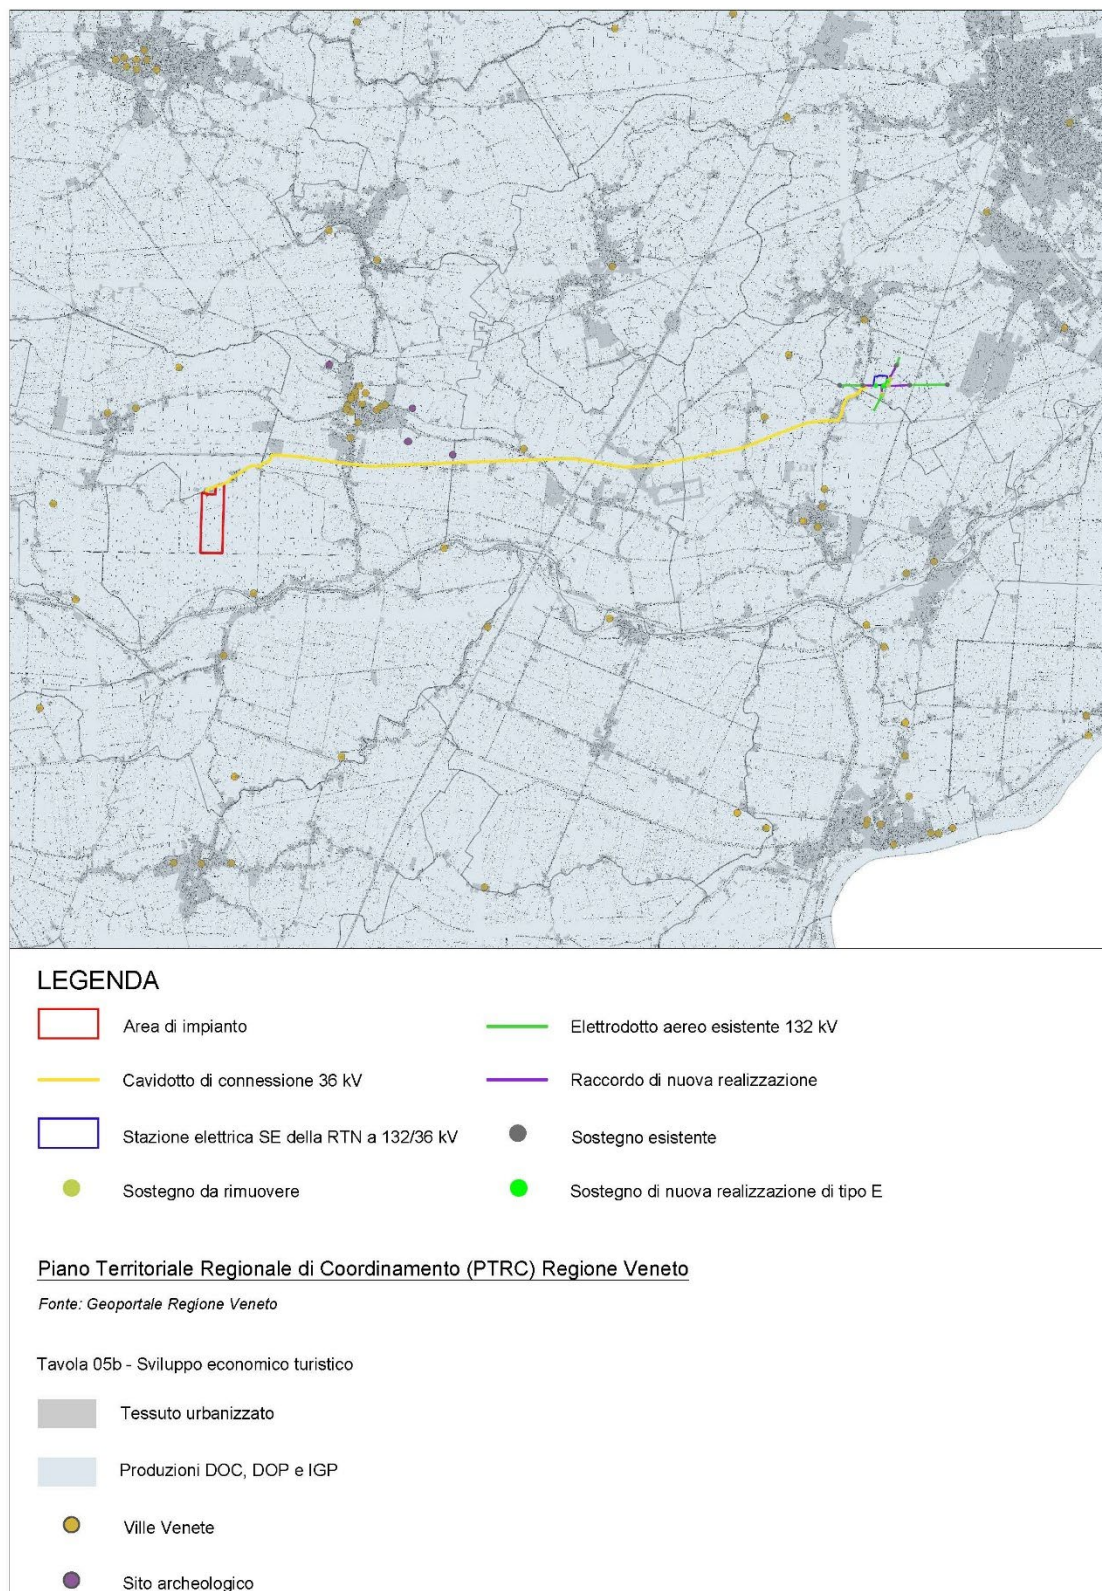 LEGENDA
Area di impianto
Elettrodotto aereo esistente 132 kV
Cavidotto di connessione 36 kV
Raccordo di nuova realizzazione
Stazione elettrica SE della RTN a 132/36 kV
Sostegno esistente
Sostegno da rimuovere
Sostegno di nuova realizzazione di tipo E
Piano Territoriale Regionale di Coordinamento (PTRC) Regione Veneto
Fonte: Geoportale Regione Veneto
Tavola 05b - Sviluppo economico turistico
Tessuto urbanizzato
Produzioni DOC, DOP e IGP
Ville Venete
Sito archeologico